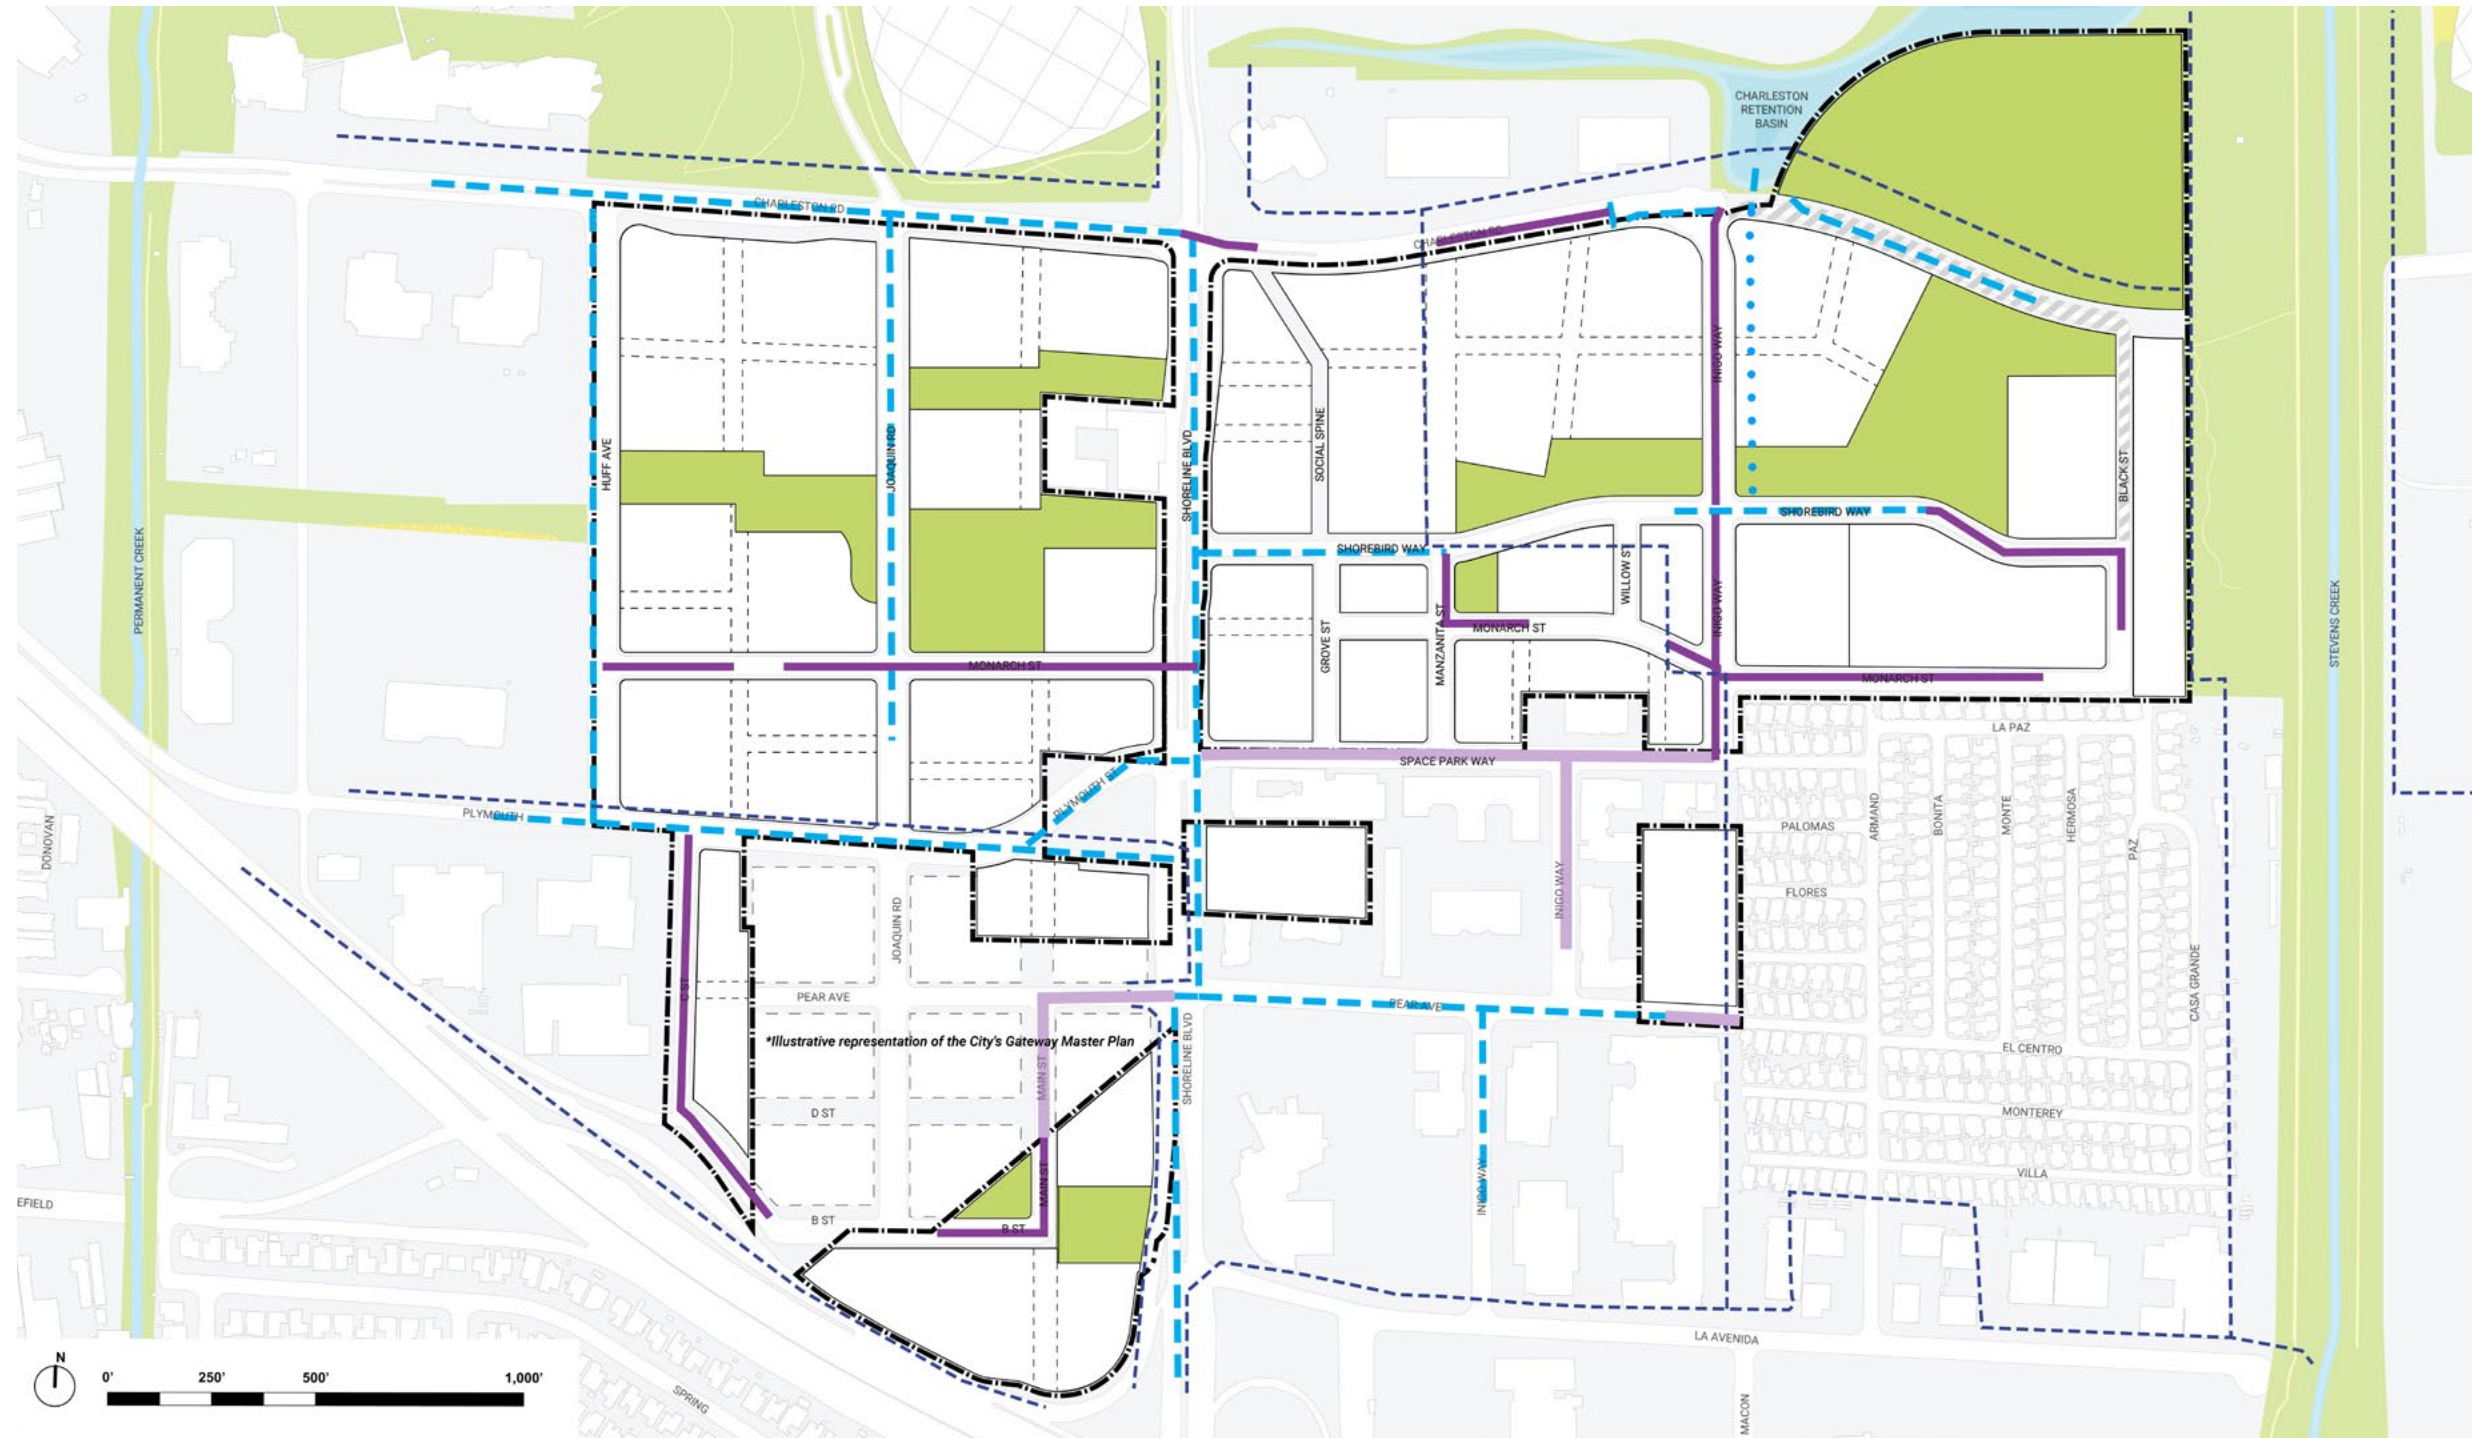 CHARLESTON
RETENTION
BASIN
CHARLESTON RD
CHARLESTON RD
HUFF AVE
JOAQUIN RD
SHORELINE BLVD
SOCIAL SPINE
INIGO WAY
BLACK ST
PERMANENT CREEK
STEVENS CREEK
SHOREBIRD WAY
SHOREBIRD WAY
WILLOW ST
INIGO WAY
GROVE ST
MANZANITA ST
MONARCH ST
MONARCH ST
MONARCH ST
LA PAZ
SPACE PARK WAY
PLYMOUTH ST
PLYMOUTH
DONOVAN
PALOMAS
ARMAND
BONITA
MONTE
HERMOSA
PAZ
FLORES
INIGO WAY
JOAQUIN RD
C ST
PEAR AVE
PEAR AVE
CASA GRANDE
*Illustrative representation of the City's Gateway Master Plan
MAIN ST
SHORELINE BLVD
EL CENTRO
D ST
MONTEREY
VILLA
INIGO WAY
MAIN ST
EFIELD
B ST
B ST
LA AVENIDA
N
0' 250' 500' 1,000'
SPRING
MACON